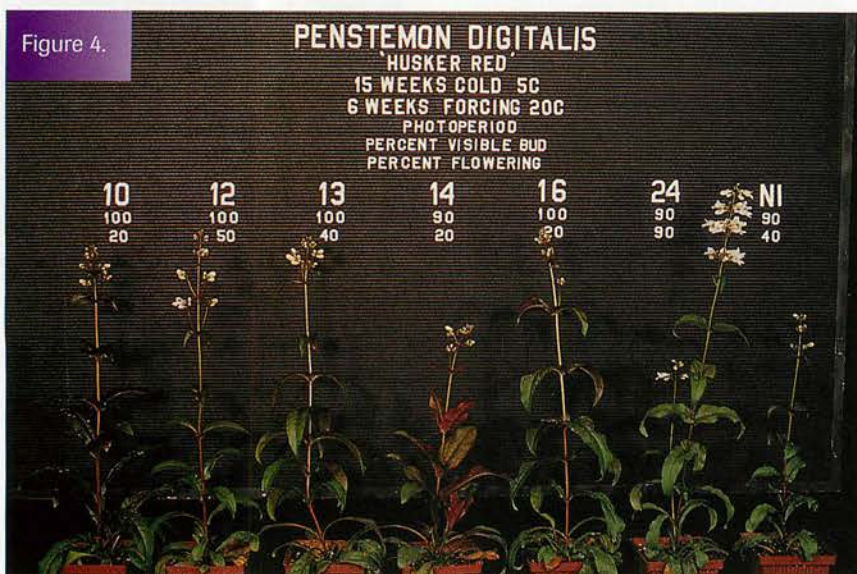 Figure 4.
PENSTEMON DIGITALIS
'HUSKER RED'
15 WEEKS COLD 5C
6 WEEKS FORCING 20C
PHOTOPERIOD
PERCENT VISIBLE BUD
PERCENT FLOWERING
10 12 13 14 16 24 NI
100 100 100 90 100 90 90
20 50 40 20 20 90 40